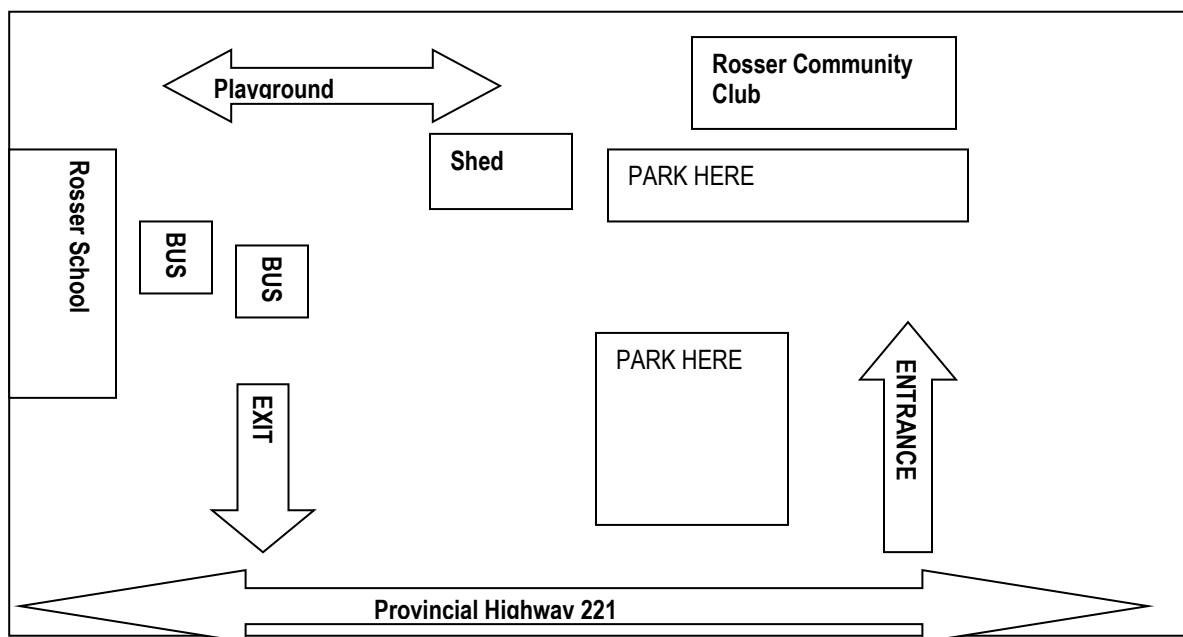 Playground
Rosser Community
Club
Shed
PARK HERE
Rosser School
BUS
BUS
PARK HERE
EXIT
ENTRANCE
Provincial Highway 221